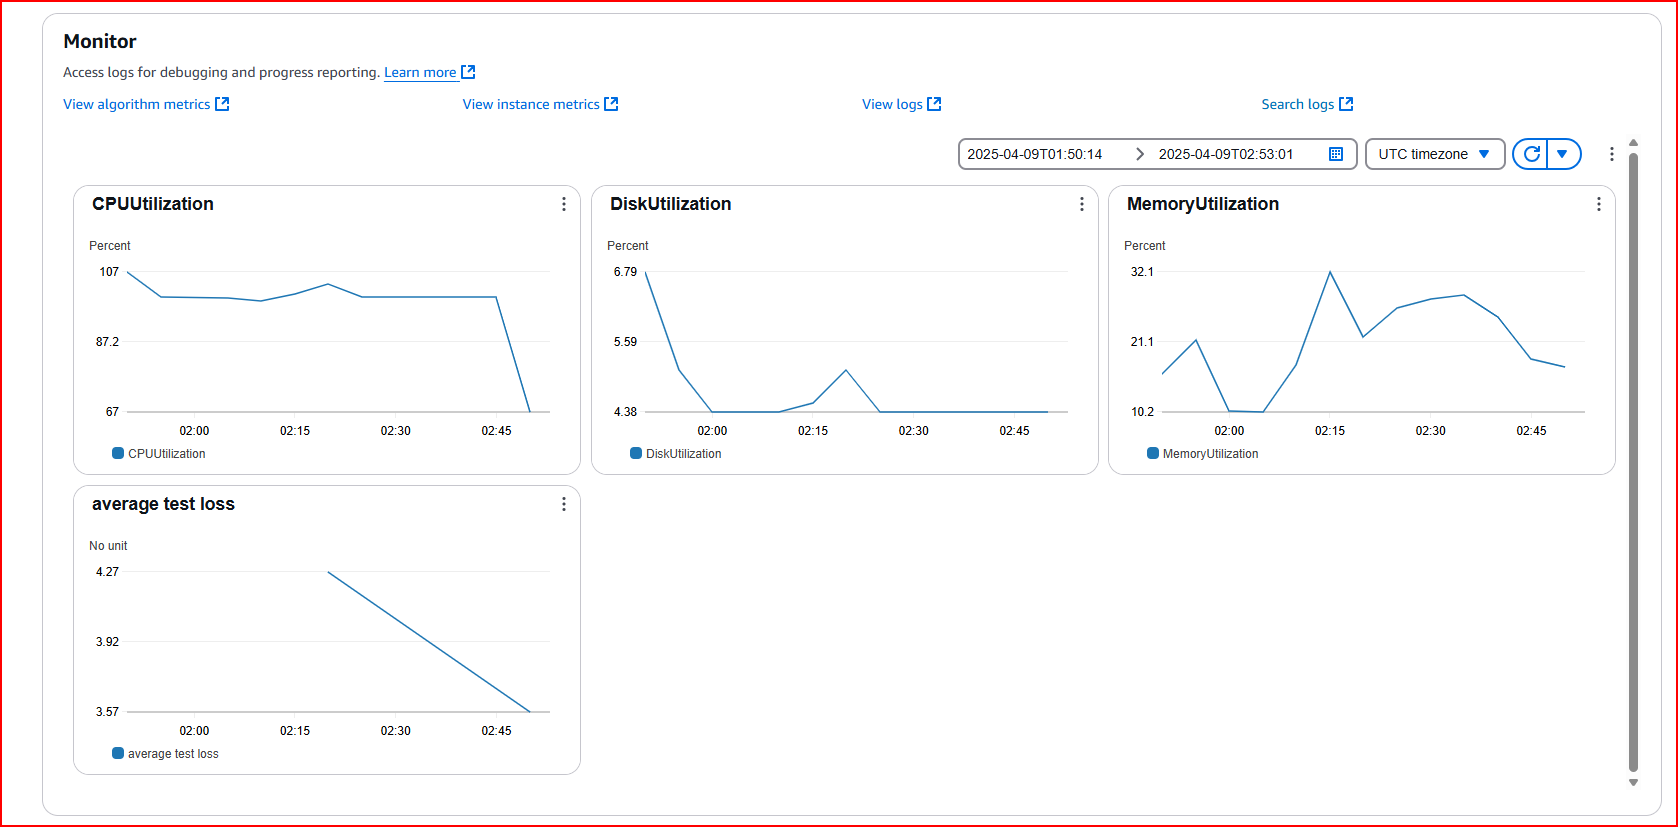 Monitor
Access logs for debugging and progress reporting. Learn more
View algorithm metrics
View instance metrics
View logs
Search logs
2025-04-09T01:50:14
2025-04-09T02:53:01
UTC timezone
CPUUtilization
Percent
107
87.2
67
02:00
02:15
02:30
02:45
CPUUtilization
DiskUtilization
Percent
6.79
5.59
4.38
02:00
02:15
02:30
02:45
DiskUtilization
MemoryUtilization
Percent
32.1
21.1
10.2
02:00
02:15
02:30
02:45
MemoryUtilization
average test loss
No unit
4.27
3.92
3.57
02:00
02:15
02:30
02:45
average test loss